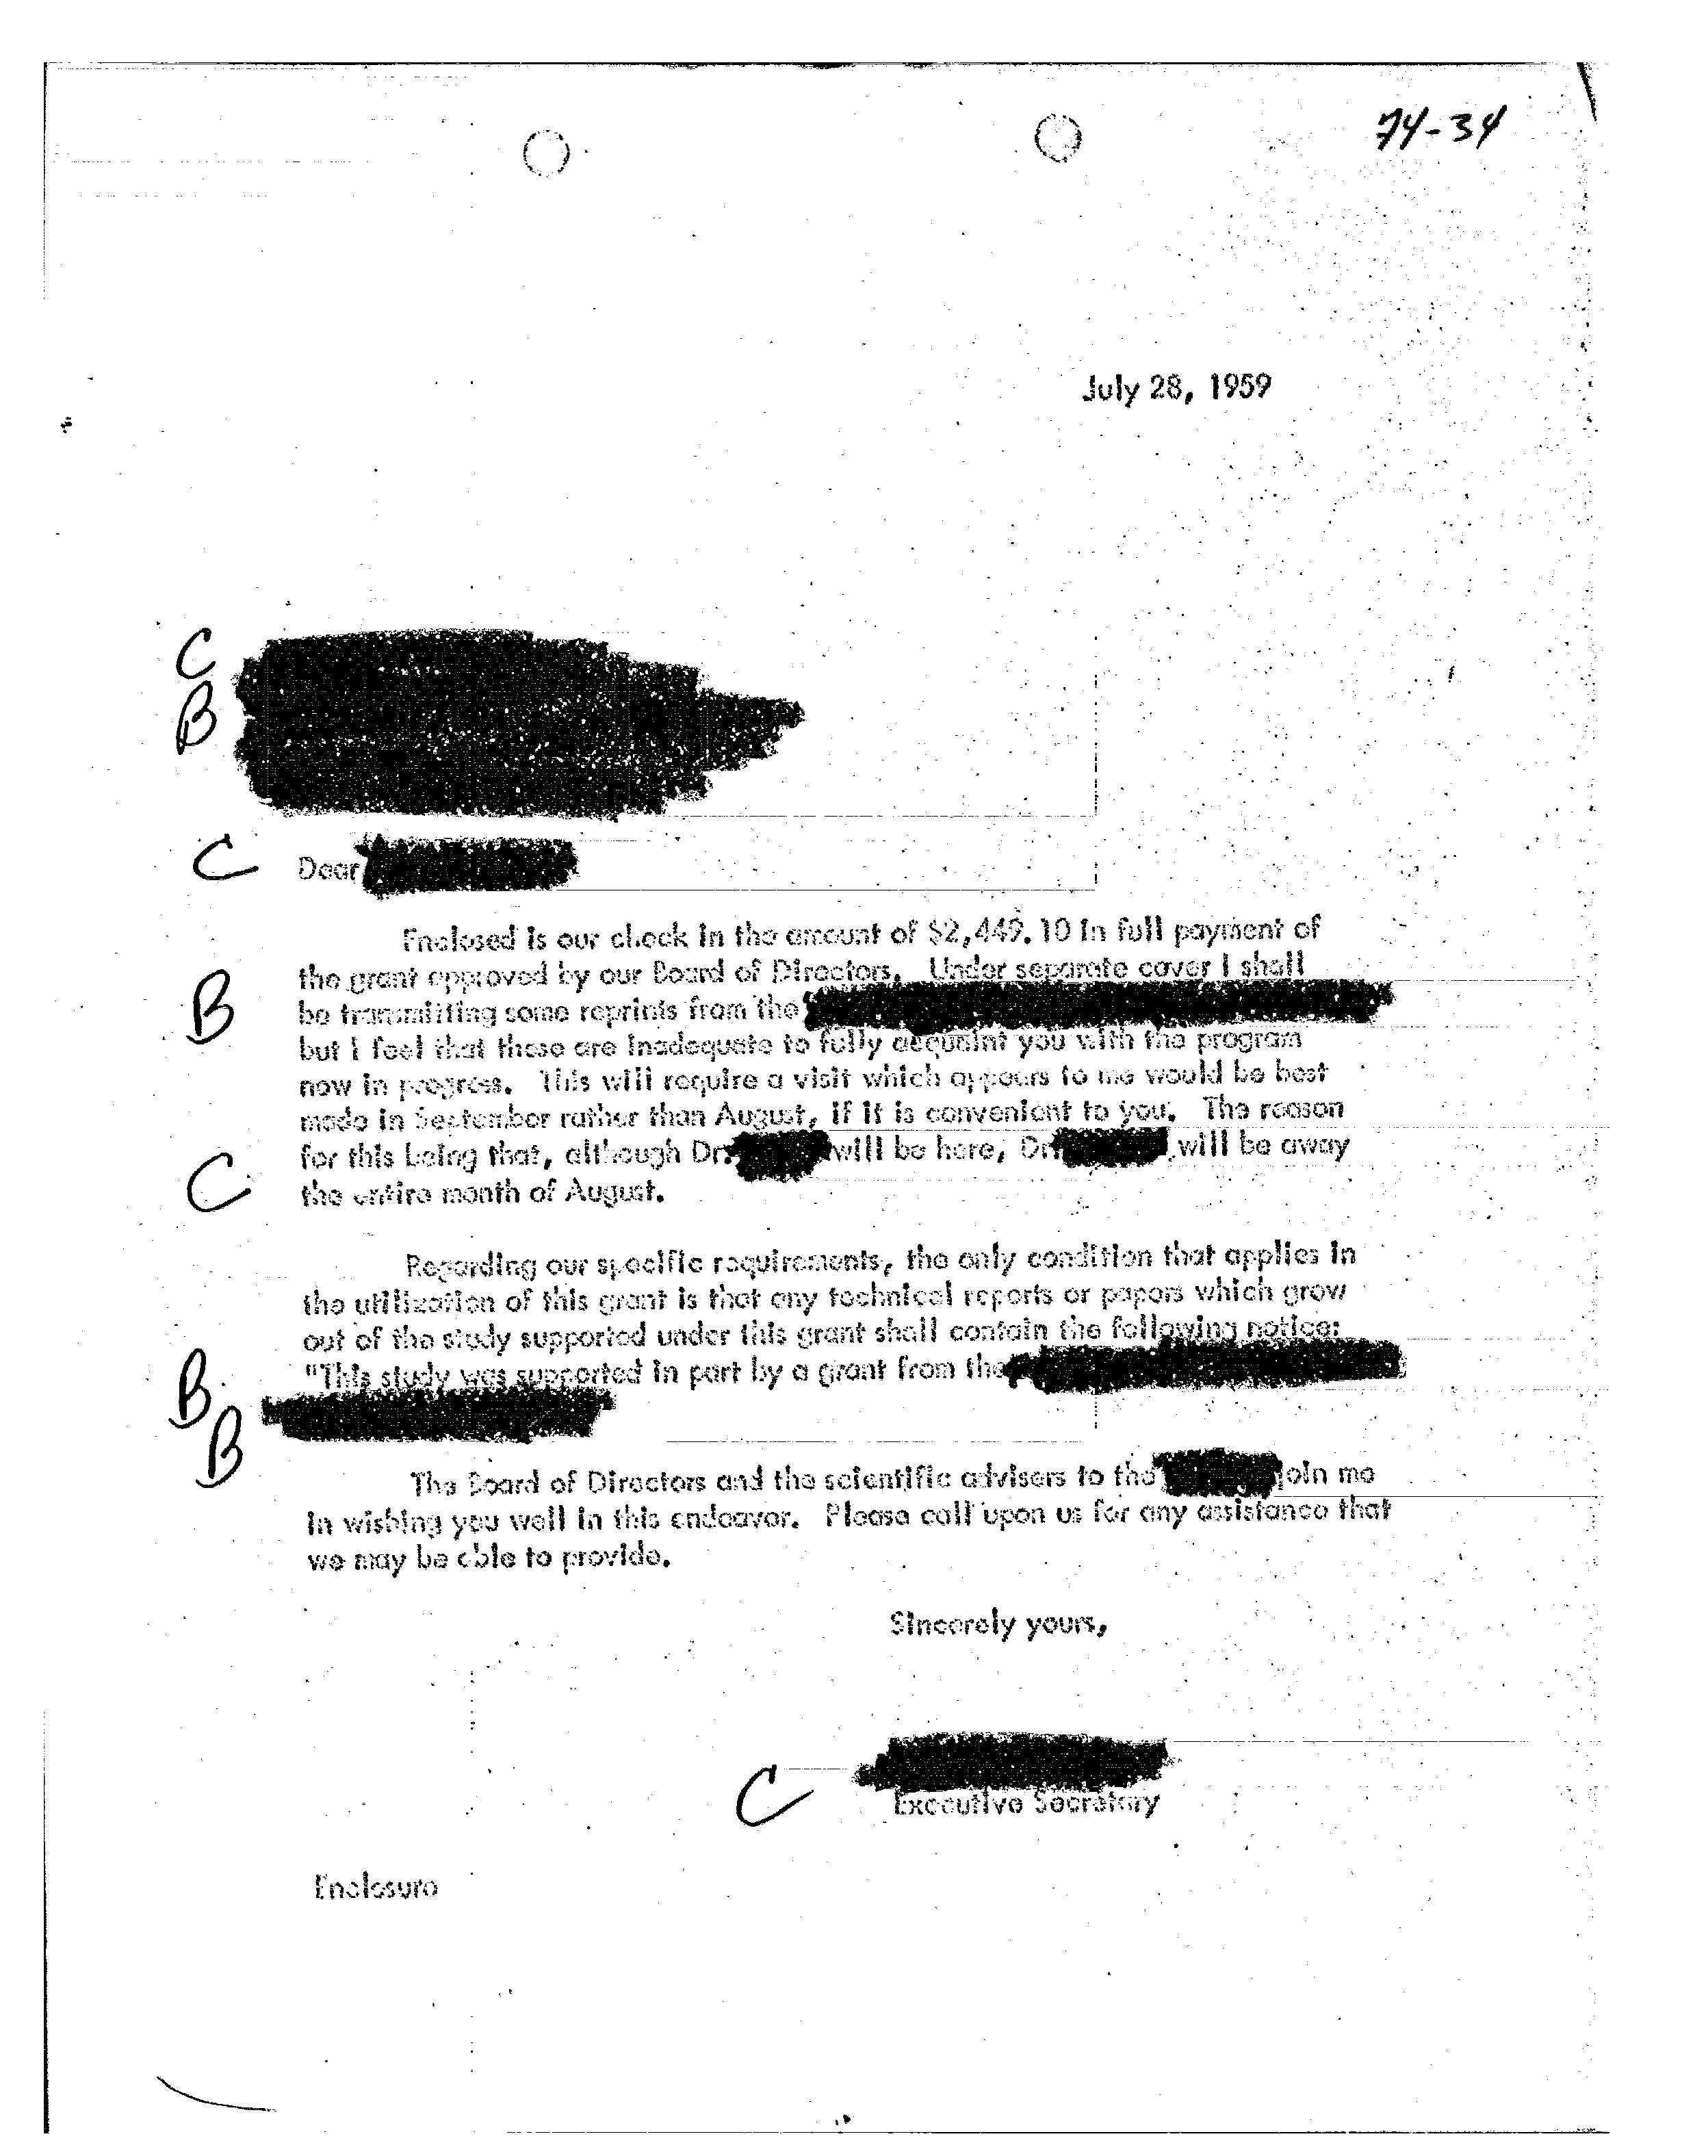 74-34
July 28, 1959
C
B
C Dear
Enclosed is our check in the amount of $2,449.10 in full payment of
the grant approved by our Board of Directors. Under separate cover I shall
B be transmitting some reprints from the
but I feel that these are inadequate to fully acquaint you with the program
now in progress. This will require a visit which appears to me would be best
made in September rather than August, if it is convenient to you. The reason
for this being that, although Dr. will be here, Dr. will be away
C the entire month of August.
Regarding our specific requirements, the only condition that applies in
the utilization of this grant is that any technical reports or papers which grow
out of the study supported under this grant shall contain the following notice:
B "This study was supported in part by a grant from the
B
The Board of Directors and the scientific advisers to the join me
in wishing you well in this endeavor. Please call upon us for any assistance that
we may be able to provide.
Sincerely yours,
C
Executive Secretary
Enclosure